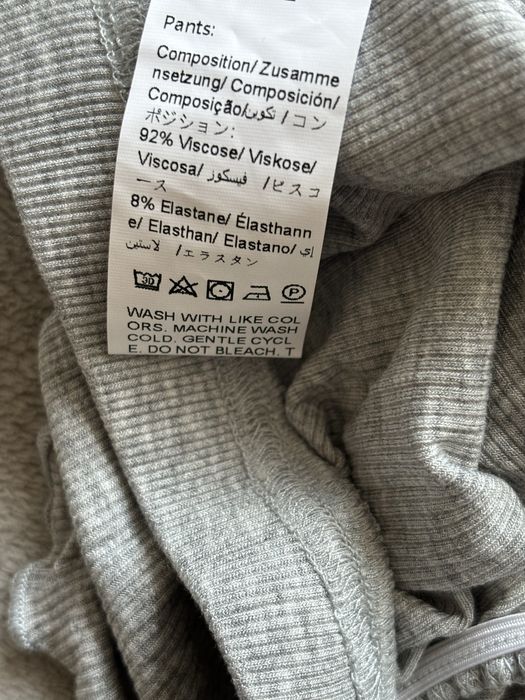 Pants:
Composition/ Zusamme
nsetzung/ Composición/
Composição/تكوين /コン
ポジション:
92% Viscose/ Viskose/
Viscosa/ فيسكوز /ビスコ
ース
8% Elastane/ Élasthann
e/ Elasthan/ Elastano/ إي
لاستين /エラスタン
30 P
WASH WITH LIKE COL
ORS. MACHINE WASH
COLD. GENTLE CYCL
E. DO NOT BLEACH. T